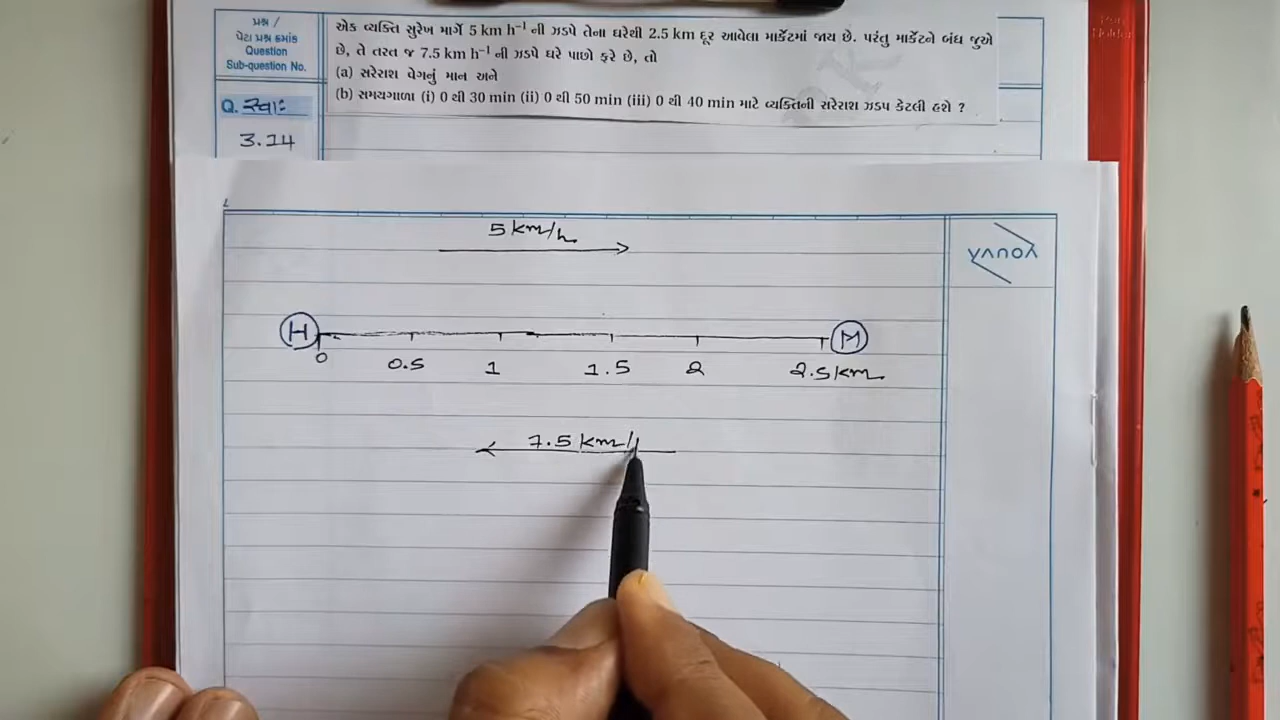 પ્રશ્ન /
પેટા પ્રશ્ન ક્રમાંક
Question
Sub-question No.
એક વ્યક્તિ સુરેખ માર્ગે 5 km h⁻¹ ની ઝડપે તેના ઘરેથી 2.5 km દૂર આવેલા માર્કેટમાં જાય છે. પરંતુ માર્કેટને બંધ જુએ
છે, તે તરત જ 7.5 km h⁻¹ ની ઝડપે ઘરે પાછો ફરે છે, તો
(a) સરેરાશ વેગનું માન અને
(b) સમયગાળા (i) 0 થી 30 min (ii) 0 થી 50 min (iii) 0 થી 40 min માટે વ્યક્તિની સરેરાશ ઝડપ કેટલી હશે ?
Q. સ્વા:
3.14
5 km/h
YOUVA
H M
0 0.5 1 1.5 2 2.5 km
7.5 km/